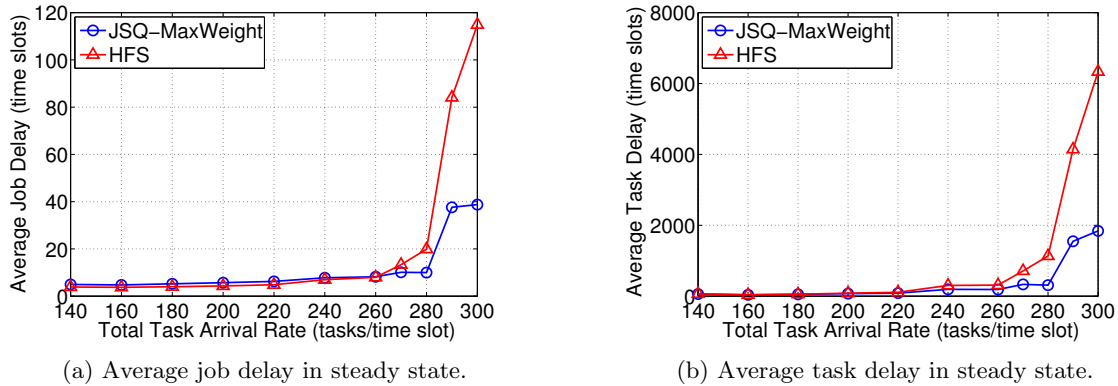 JSQ−MaxWeight
HFS
Average Job Delay (time slots)
120
100
80
60
40
20
0
140 160 180 200 220 240 260 280 300
Total Task Arrival Rate (tasks/time slot)
(a) Average job delay in steady state.
JSQ−MaxWeight
HFS
Average Task Delay (time slots)
8000
6000
4000
2000
0
140 160 180 200 220 240 260 280 300
Total Task Arrival Rate (tasks/time slot)
(b) Average task delay in steady state.